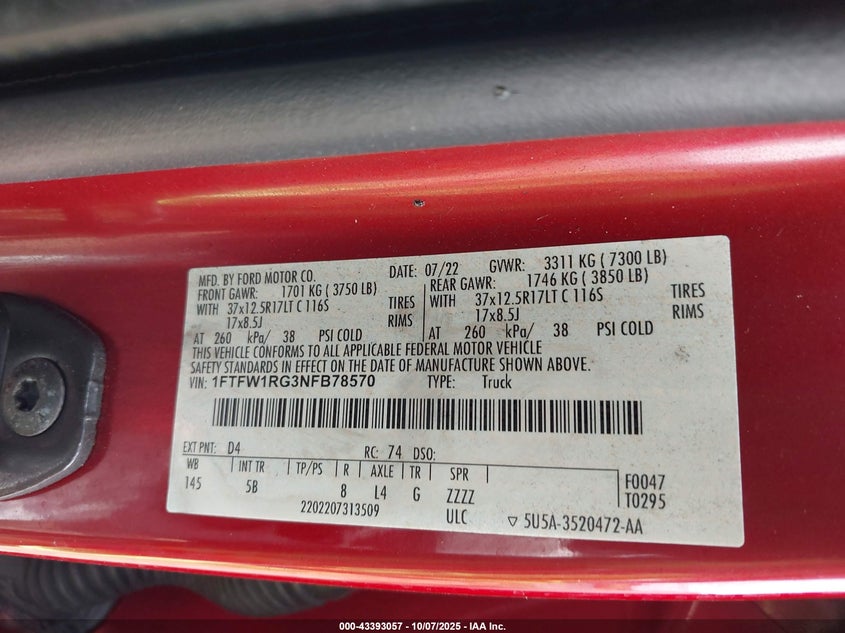 MFD. BY FORD MOTOR CO. DATE: 07/22 GVWR: 3311 KG ( 7300 LB)
FRONT GAWR: 1701 KG ( 3750 LB) REAR GAWR: 1746 KG ( 3850 LB)
WITH 37x12.5R17LT C 116S TIRES WITH 37x12.5R17LT C 116S TIRES
17x8.5J RIMS 17x8.5J RIMS
AT 260 kPa/ 38 PSI COLD AT 260 kPa/ 38 PSI COLD
THIS VEHICLE CONFORMS TO ALL APPLICABLE FEDERAL MOTOR VEHICLE
SAFETY STANDARDS IN EFFECT ON THE DATE OF MANUFACTURE SHOWN ABOVE.
VIN: 1FTFW1RG3NFB78570 TYPE: Truck
EXT PNT: D4 RC: 74 DSO:
WB INT TR TP/PS R AXLE TR SPR F0047
145 5B 8 L4 G ZZZZ T0295
2202207313509 ULC ▽ 5U5A-3520472-AA
000-43393057 - 10/07/2025 - IAA Inc.